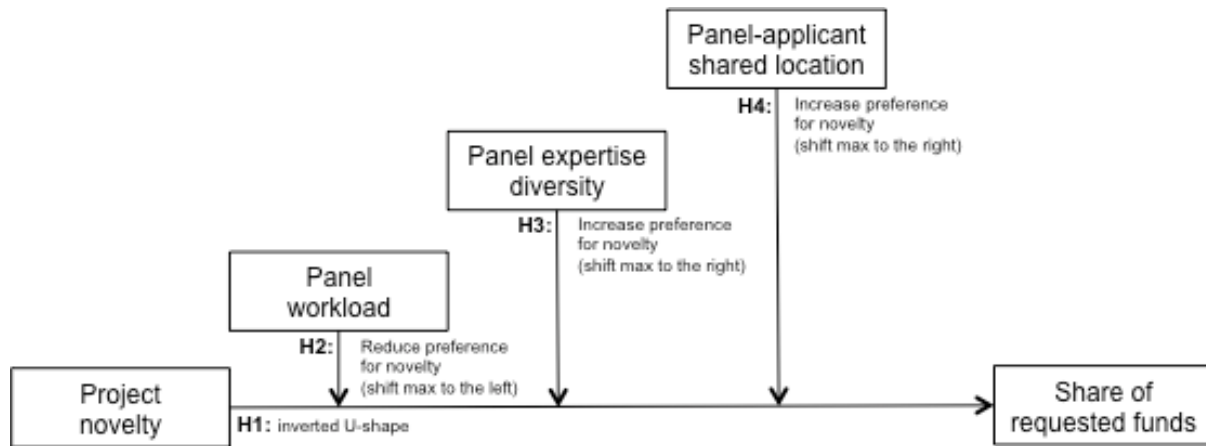 Panel-applicant
shared location
H4: Increase preference
for novelty
(shift max to the right)
Panel expertise
diversity
H3: Increase preference
for novelty
(shift max to the right)
Panel
workload
H2: Reduce preference
for novelty
(shift max to the left)
Project
novelty
H1: inverted U-shape
Share of
requested funds